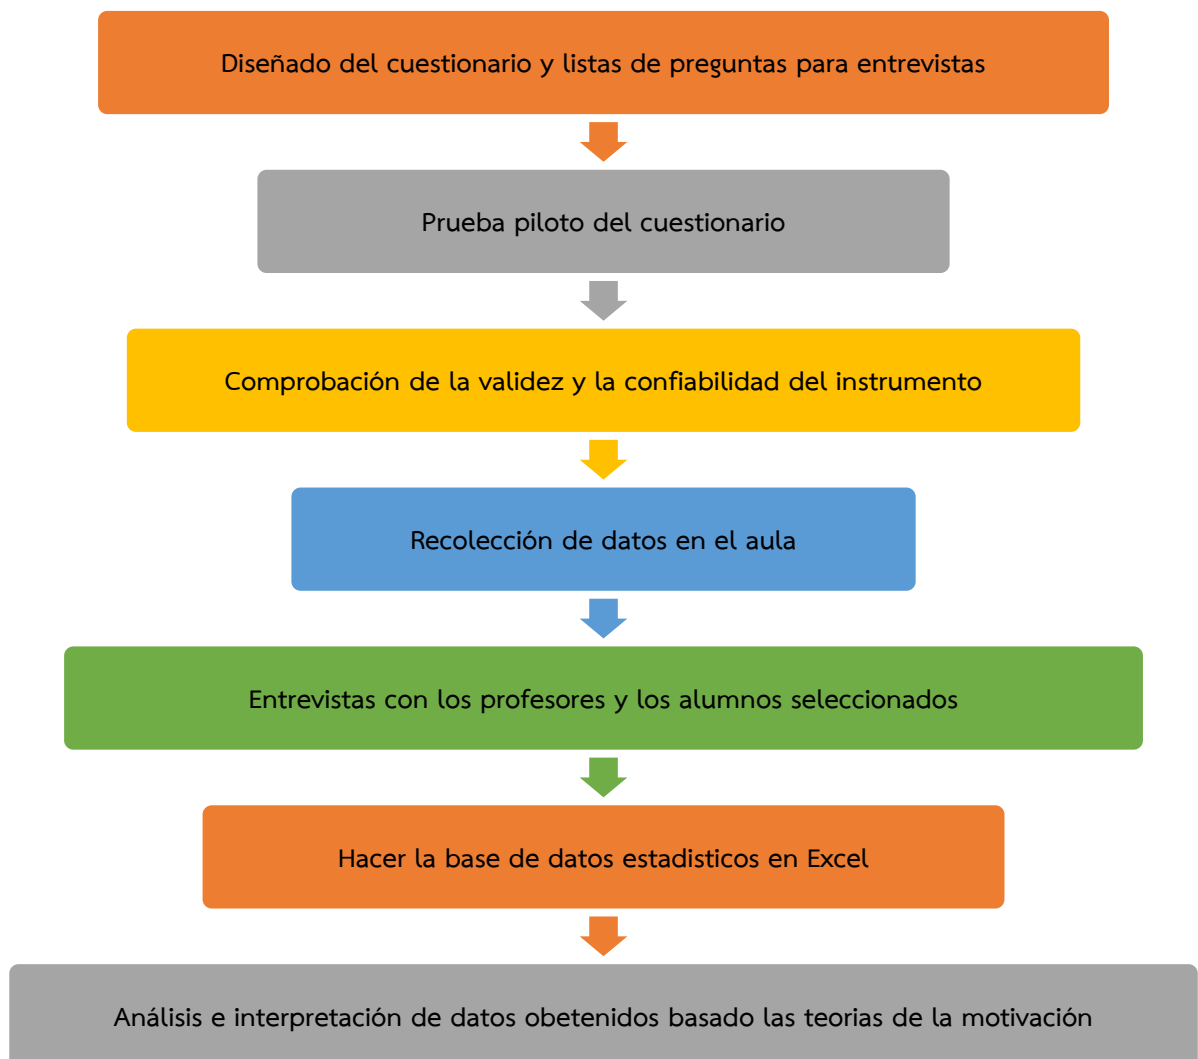 Diseñado del cuestionario y listas de preguntas para entrevistas
Prueba piloto del cuestionario
Comprobación de la validez y la confiabilidad del instrumento
Recolección de datos en el aula
Entrevistas con los profesores y los alumnos seleccionados
Hacer la base de datos estadisticos en Excel
Análisis e interpretación de datos obetenidos basado las teorias de la motivación